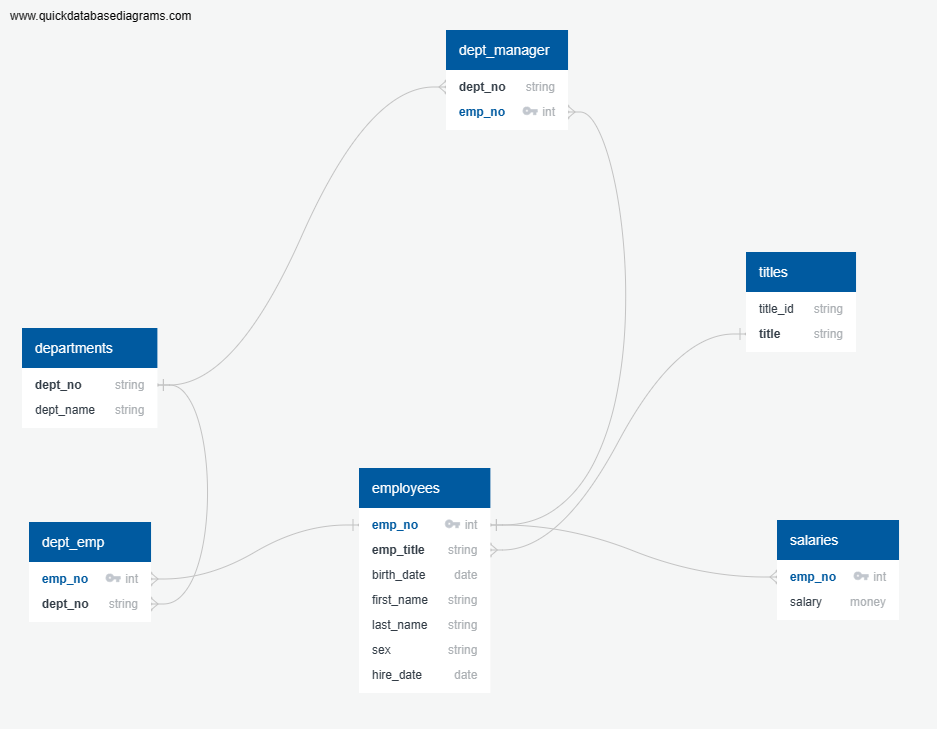 www.quickdatabasediagrams.com
dept_manager
dept_no string
emp_no int
titles
title_id string
title string
departments
dept_no string
dept_name string
employees
emp_no int
emp_title string
birth_date date
first_name string
last_name string
sex string
hire_date date
dept_emp
emp_no int
dept_no string
salaries
emp_no int
salary money